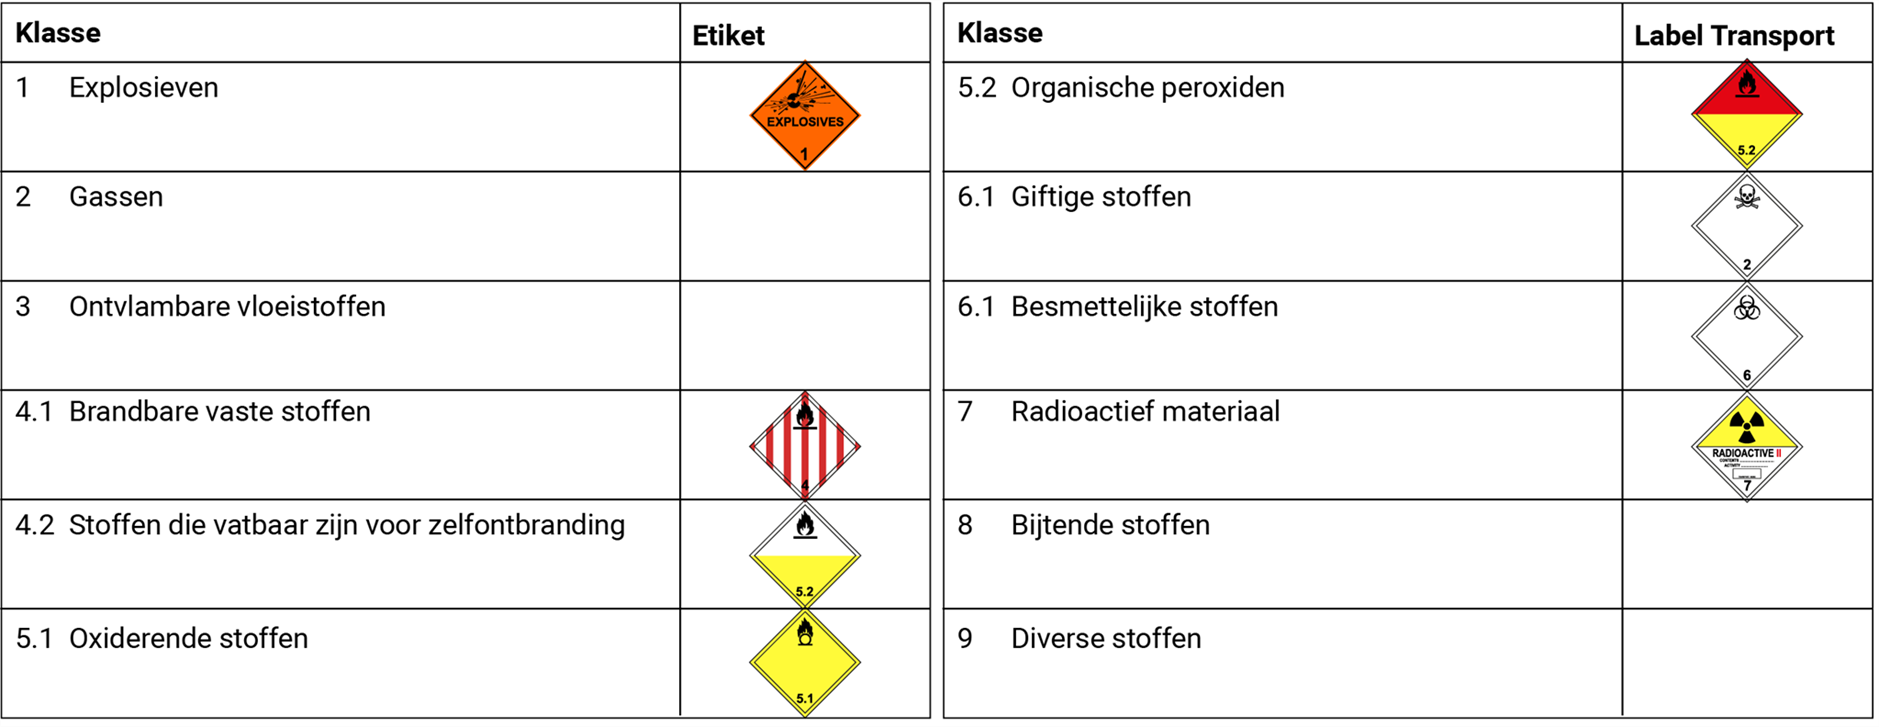 Klasse Etiket
1 Explosieven
EXPLOSIVES
1
2 Gassen
3 Ontvlambare vloeistoffen
4.1 Brandbare vaste stoffen
4
4.2 Stoffen die vatbaar zijn voor zelfontbranding
5.2
5.1 Oxiderende stoffen
5.1
Klasse Label Transport
5.2 Organische peroxiden
5.2
6.1 Giftige stoffen
2
6.1 Besmettelijke stoffen
6
7 Radioactief materiaal
RADIOACTIVE II
CONTENTS
ACTIVITY
7
8 Bijtende stoffen
9 Diverse stoffen